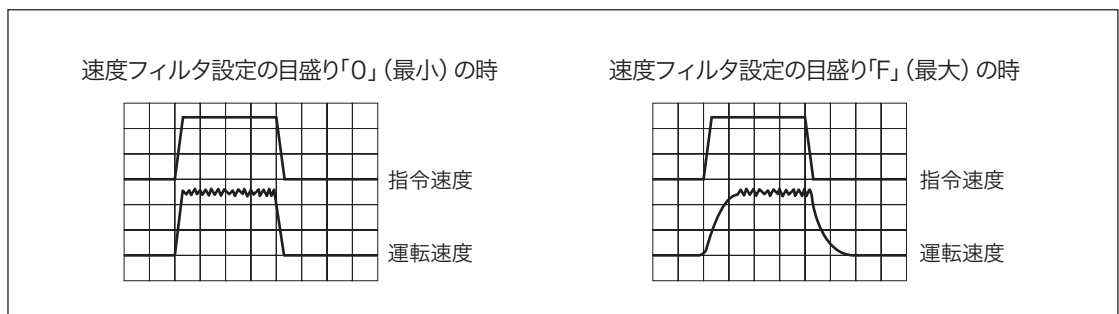 速度フィルタ設定の目盛り「0」（最小）の時
指令速度
運転速度
速度フィルタ設定の目盛り「F」（最大）の時
指令速度
運転速度